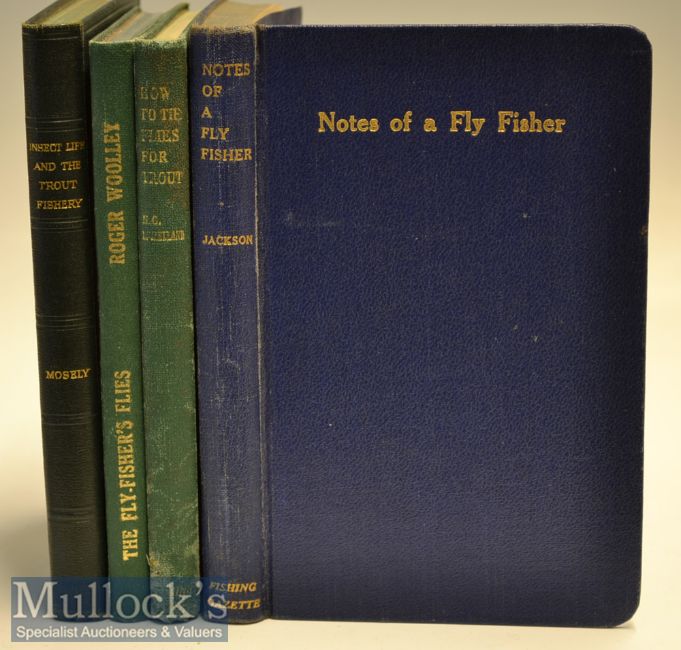 INSECT LIFE
AND THE
TROUT
FISHERY
MOSELY
THE FLY-FISHER'S FLIES ROGER WOOLLEY
HOW
TO TIE
FLIES
FOR
TROUT
H.G.
NOTES
OF
A
FLY
FISHER
JACKSON
FISHING
GAZETTE
Notes of a Fly Fisher
Mullock's
Specialist Auctioneers & Valuers